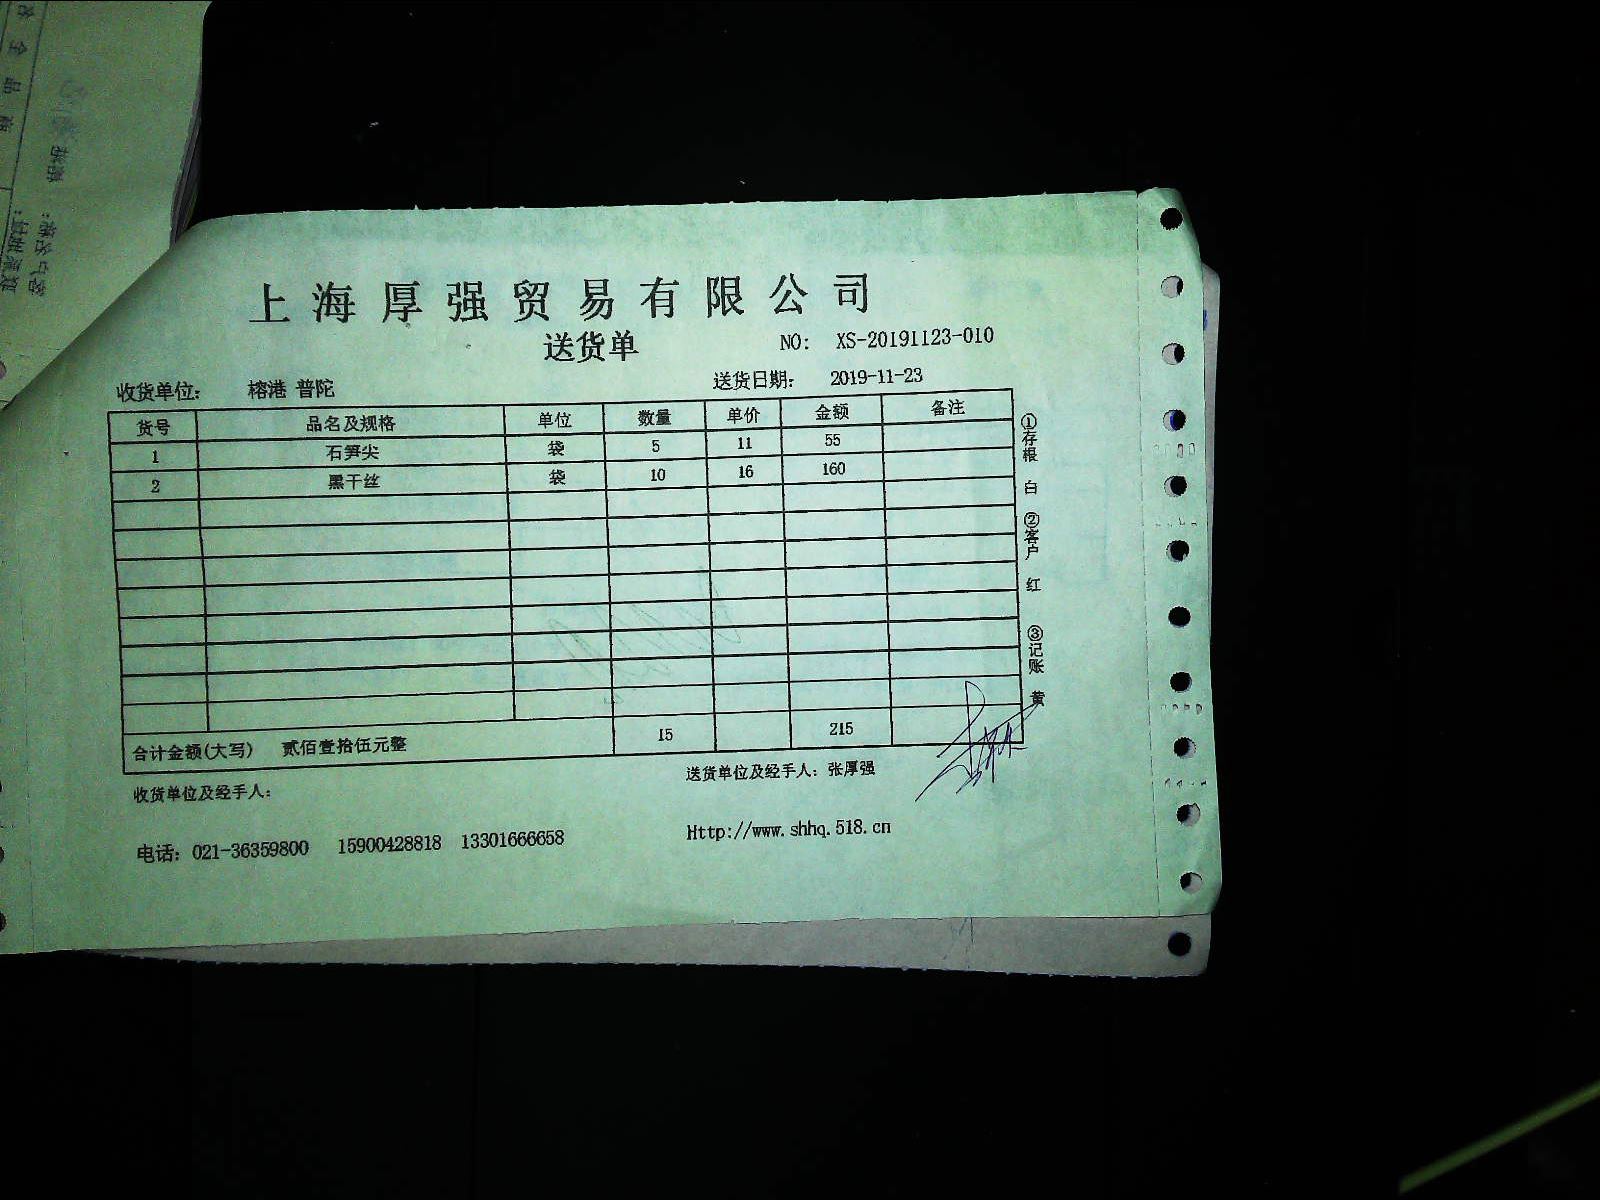 上海厚强贸易有限公司
送货单
NO: XS-20191123-010
收货单位: 榕港 普陀
送货日期: 2019-11-23
货号 品名及规格 单位 数量 单价 金额 备注
1 石笋尖 袋 5 11 55
2 黑干丝 袋 10 16 160
合计金额(大写) 贰佰壹拾伍元整 15 215
①存根 白 ②客户 红 ③记账 黄
收货单位及经手人:
送货单位及经手人: 张厚强
电话: 021-36359800 15900428818 13301666658
Http://www.shhq.518.cn